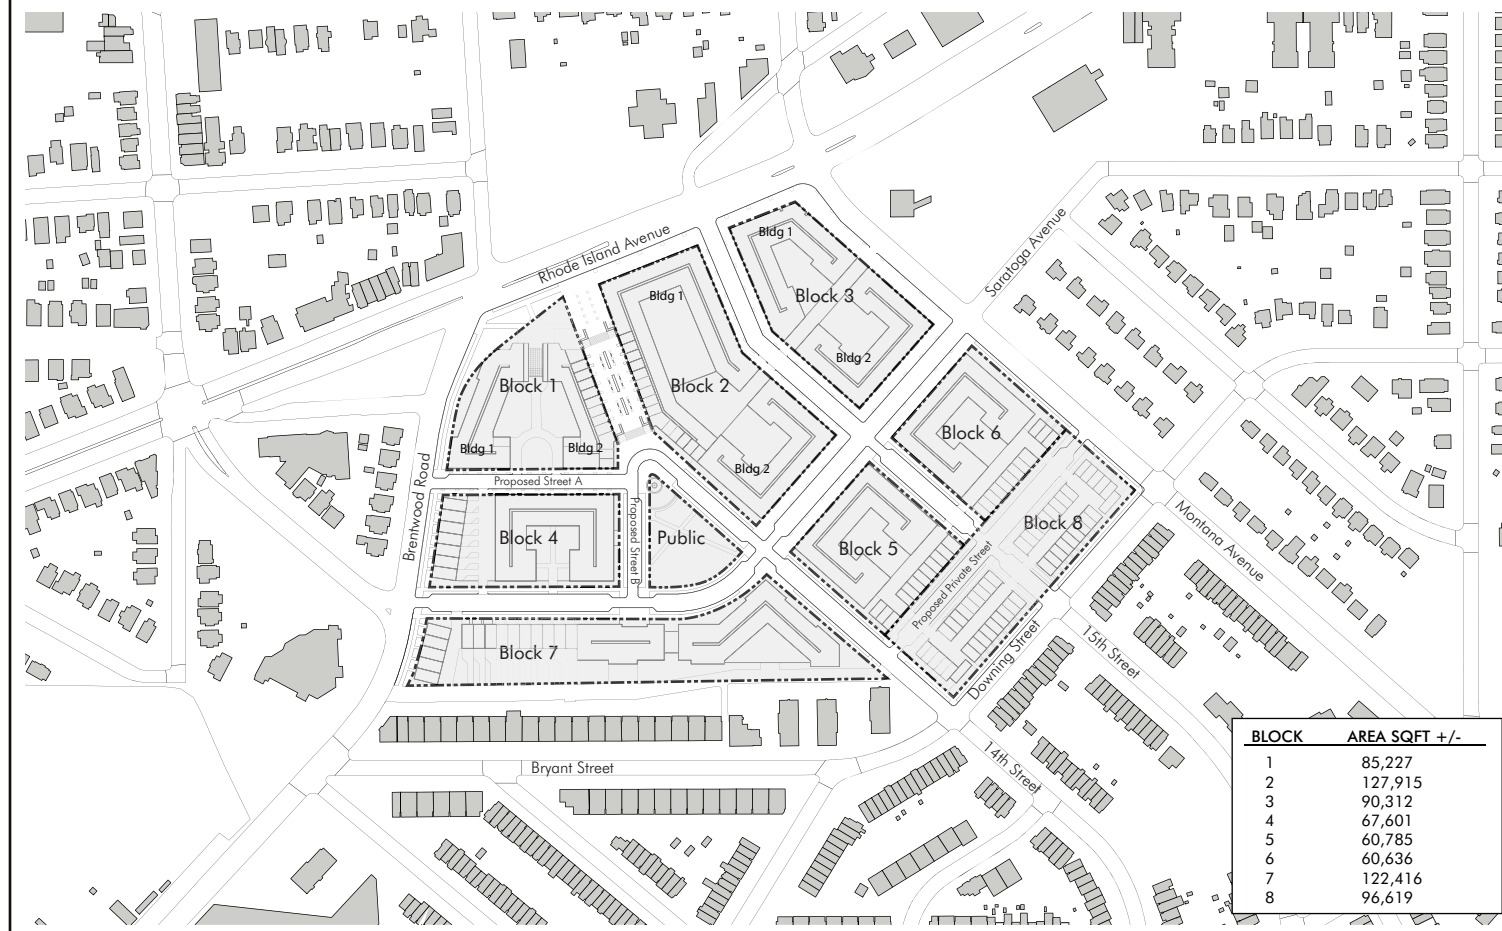 Rhode Island Avenue
Saratoga Avenue
Bldg 1
Block 3
Bldg 2
Bldg 1
Block 2
Bldg 2
Block 1
Bldg 1
Bldg 2
Block 6
Brentwood Road
Proposed Street A
Block 4
Proposed Street B
Public
Block 5
Block 8
Proposed Private Street
Montana Avenue
Block 7
Downing Street
15th Street
14th Street
Bryant Street
BLOCK AREA SQFT +/-
1 85,227
2 127,915
3 90,312
4 67,601
5 60,785
6 60,636
7 122,416
8 96,619